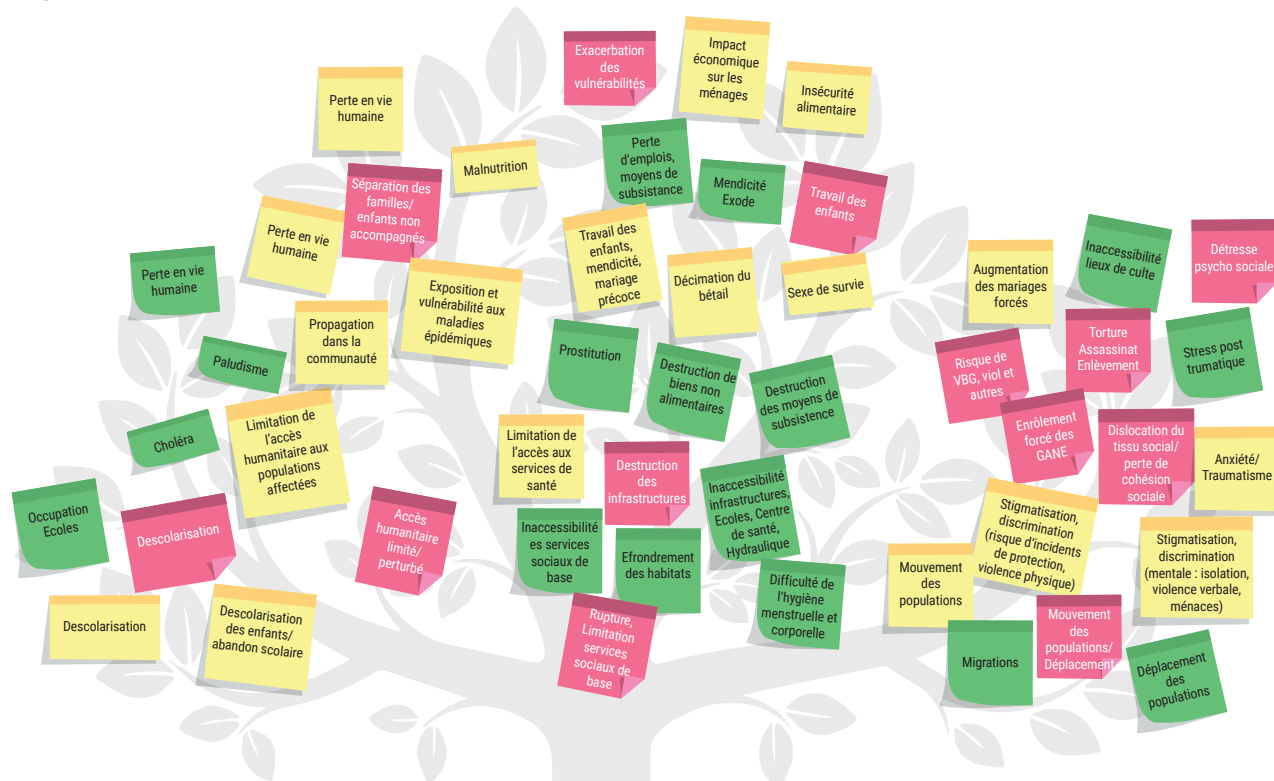 Exacerbation
des
vulnérabilités
Impact
économique
sur les
ménages
Insécurité
alimentaire
Perte en vie
humaine
Malnutrition
Perte
d'emplois,
moyens de
subsistance
Mendicité
Exode
Travail des
enfants
Séparation des
familles/
enfants non
accompagnés
Perte en vie
humaine
Perte en vie
humaine
Exposition et
vulnérabilité aux
maladies
épidémiques
Travail des
enfants,
mendicité,
mariage
précoce
Décimation du
bétail
Sexe de survie
Augmentation
des mariages
forcés
Inaccessibilité
lieux de culte
Détresse
psycho sociale
Propagation
dans la
communauté
Paludisme
Prostitution
Destruction de
biens non
alimentaires
Destruction
des moyens de
subsistence
Risque de
VBG, viol et
autres
Torture
Assassinat
Enlèvement
Stress post
trumatique
Choléra
Limitation de
l'accès
humanitaire aux
populations
affectées
Limitation de
l'accès aux
services de
santé
Destruction
des
infrastructures
Inaccessibilité
infrastructures,
Ecoles, Centre
de santé,
Hydraulique
Enrôlement
forcé des
GANE
Dislocation du
tissu social/
perte de
cohésion
sociale
Anxiété/
Traumatisme
Occupation
Ecoles
Descolarisation
Accès
humanitaire
limité/
perturbé
Inaccessibilité
es services
sociaux de
base
Efrondrement
des habitats
Difficulté de
l'hygiène
menstruelle et
corporelle
Mouvement
des
populations
Stigmatisation,
discrimination
(risque d'incidents
de protection,
violence physique)
Stigmatisation,
discrimination
(mentale : isolation,
violence verbale,
ménaces)
Descolarisation
Descolarisation
des enfants/
abandon scolaire
Rupture,
Limitation
services
sociaux de
base
Migrations
Mouvement
des
populations/
Déplacement
Déplacement
des
populations